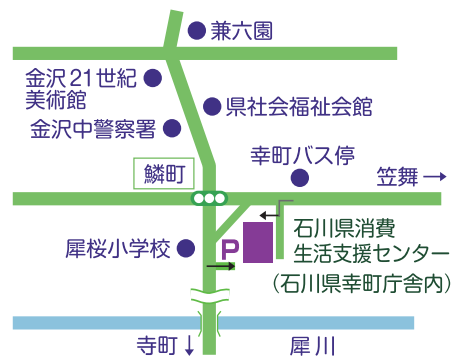 兼六園
金沢21世紀
美術館
県社会福祉会館
金沢中警察署
幸町バス停
鱗町
笠舞→
石川県消費
生活支援センター
(石川県幸町庁舎内)
P
犀桜小学校
寺町↓
犀川